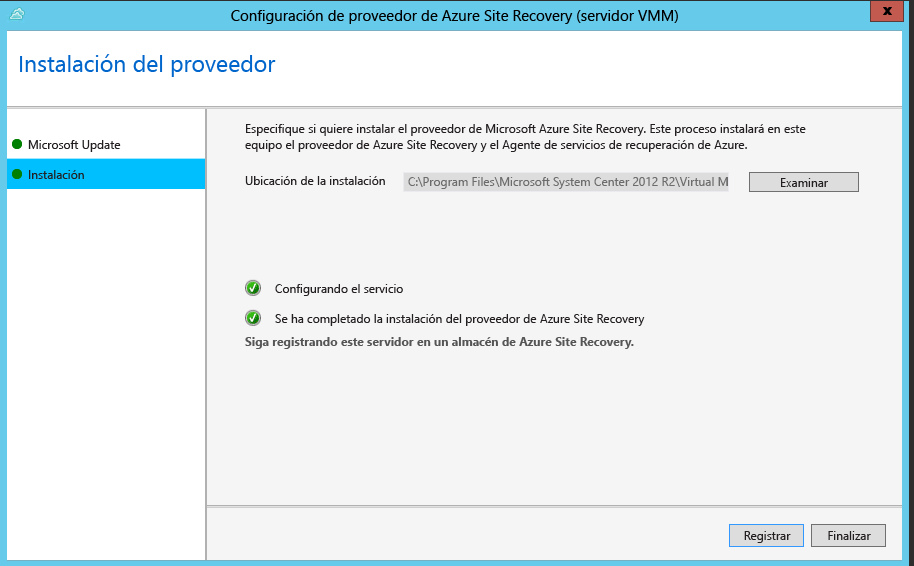 Configuración de proveedor de Azure Site Recovery (servidor VMM)
x
Instalación del proveedor
Microsoft Update
Instalación
Especifique si quiere instalar el proveedor de Microsoft Azure Site Recovery. Este proceso instalará en este
equipo el proveedor de Azure Site Recovery y el Agente de servicios de recuperación de Azure.
Ubicación de la instalación
C:\Program Files\Microsoft System Center 2012 R2\Virtual M
Examinar
Configurando el servicio
Se ha completado la instalación del proveedor de Azure Site Recovery
Siga registrando este servidor en un almacén de Azure Site Recovery.
Registrar
Finalizar